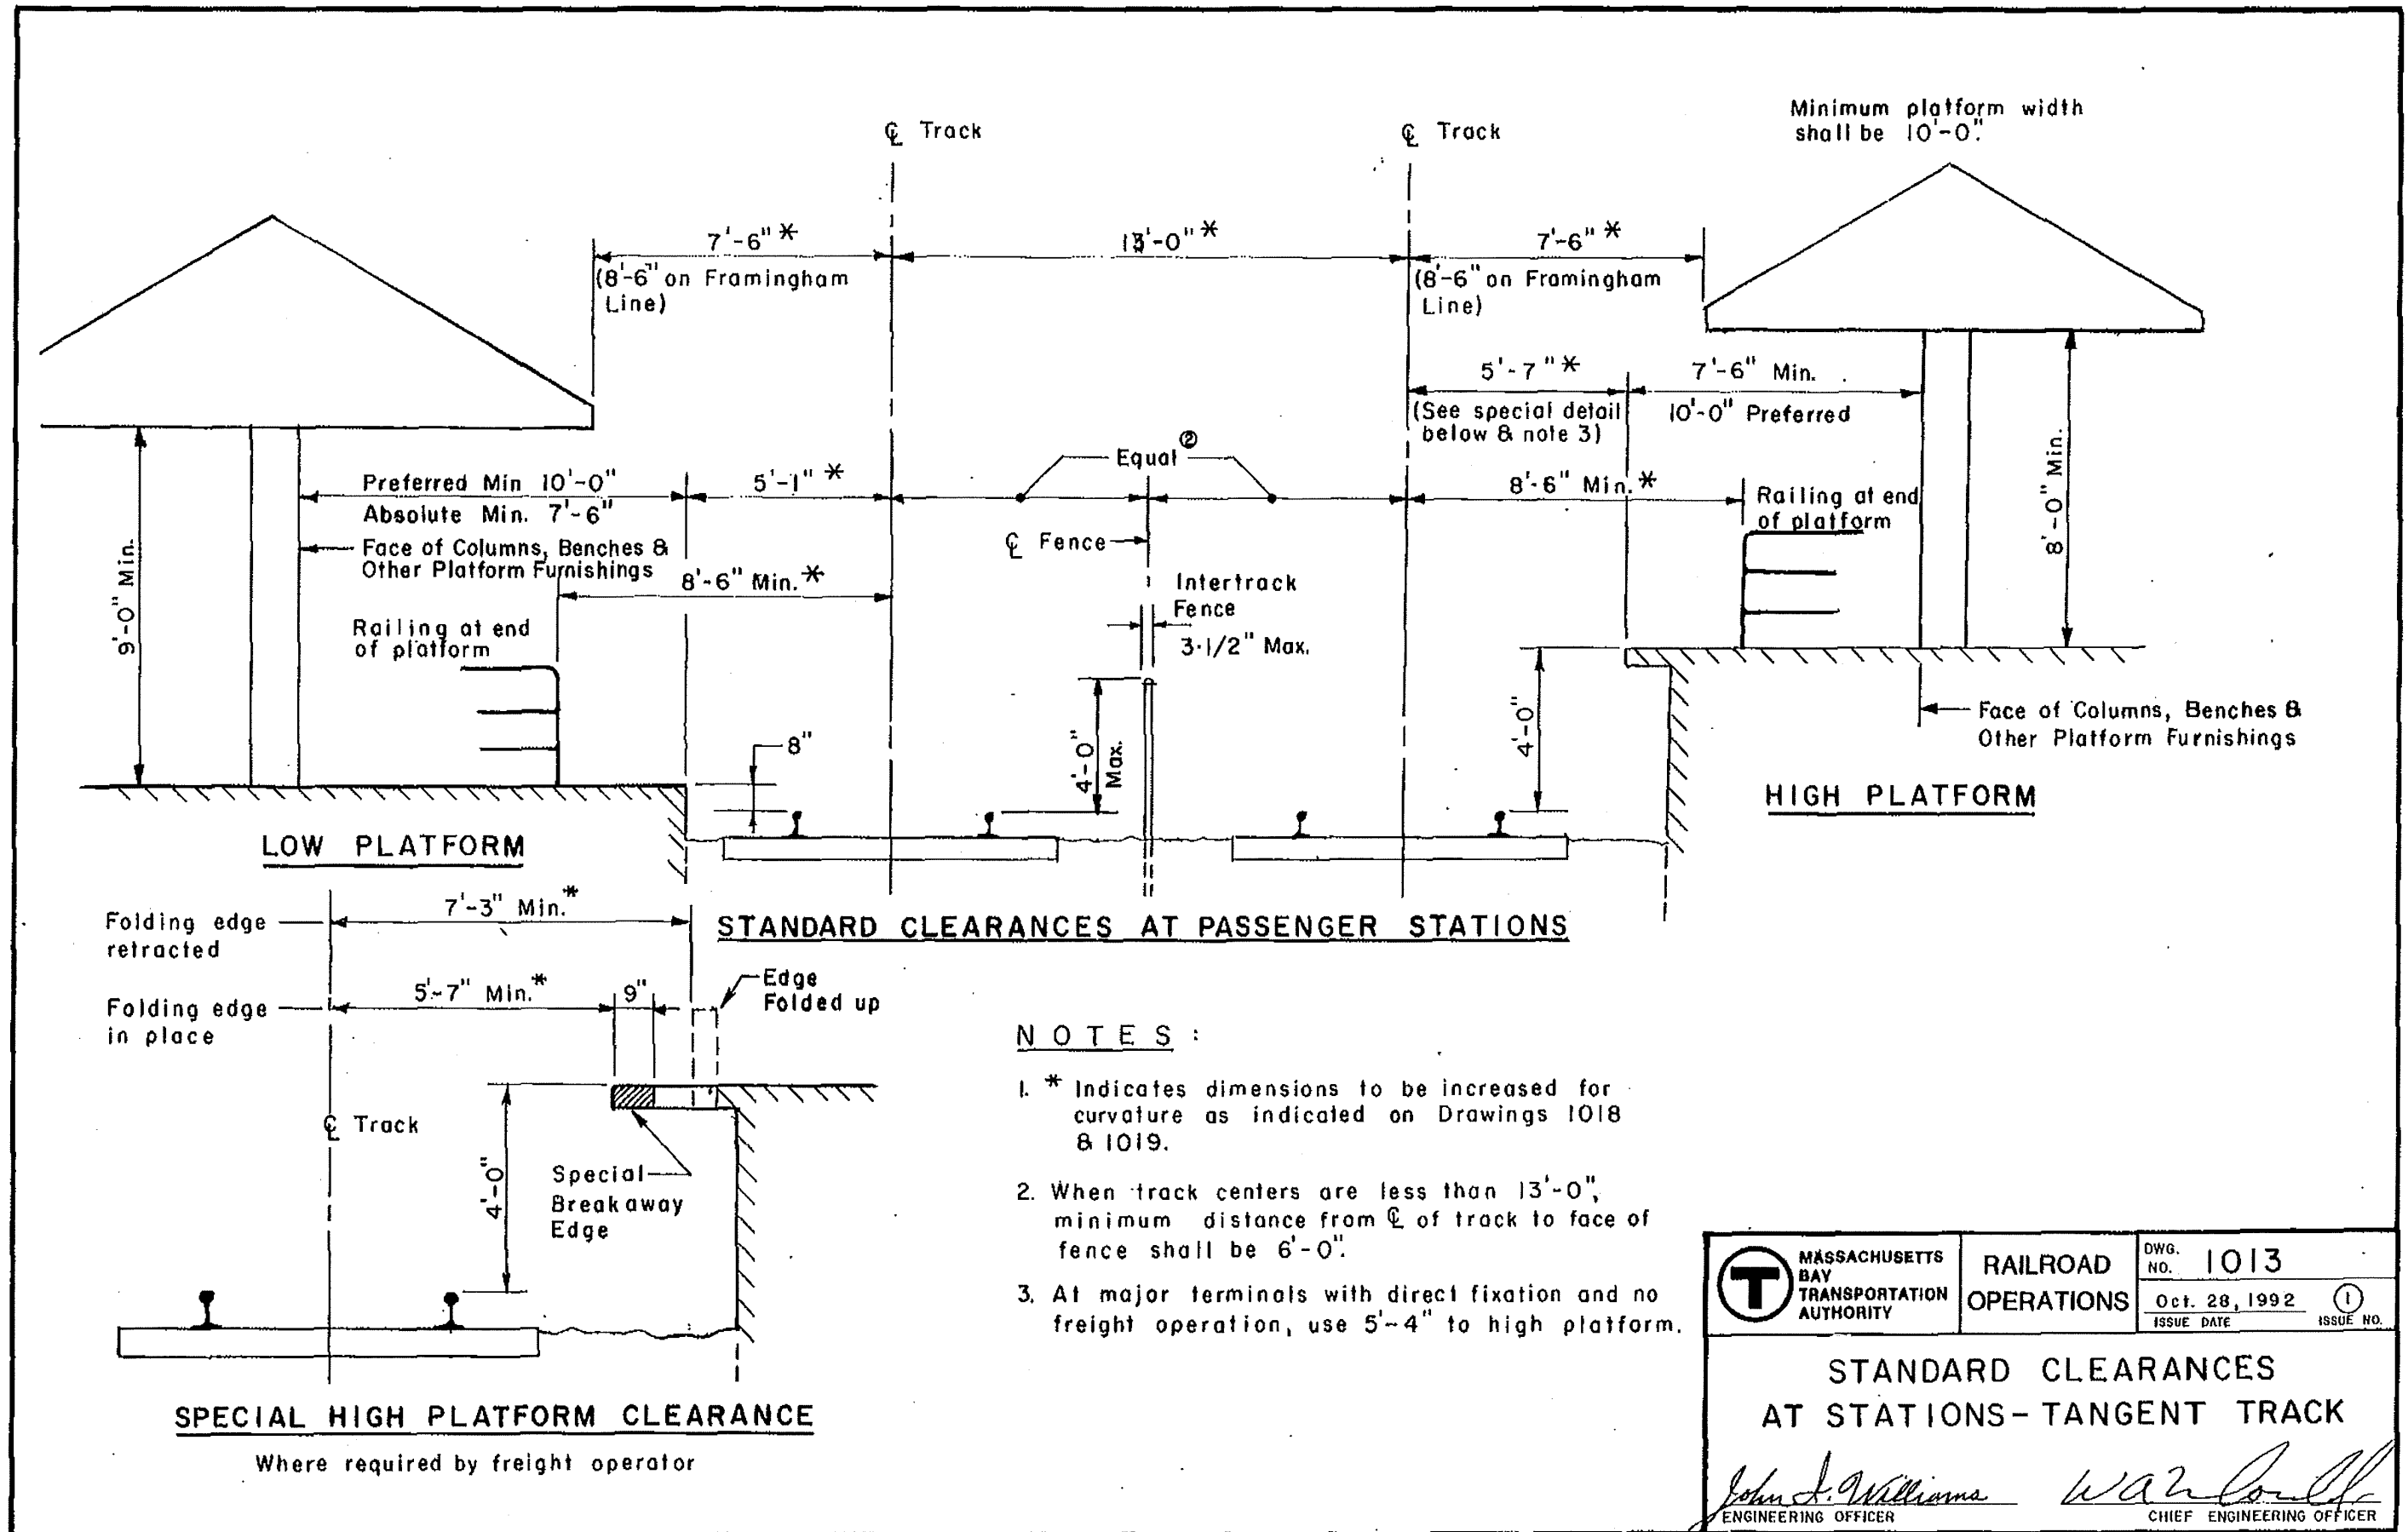 Minimum platform width
shall be 10'-0".
℄ Track
℄ Track
7'-6" *
(8'-6" on Framingham
Line)
13'-0" *
7'-6" *
(8'-6" on Framingham
Line)
5'-7" *
(See special detail
below & note 3)
7'-6" Min.
10'-0" Preferred
Equal ②
Preferred Min 10'-0"
Absolute Min. 7'-6"
5'-1" *
8'-6" Min. *
Railing at end
of platform
8'-0" Min.
9'-0" Min.
Face of Columns, Benches &
Other Platform Furnishings
8'-6" Min. *
℄ Fence
Intertrack
Fence
3-1/2" Max.
Railing at end
of platform
8"
4'-0"
Max.
4'-0"
Face of Columns, Benches &
Other Platform Furnishings
HIGH PLATFORM
LOW PLATFORM
STANDARD CLEARANCES AT PASSENGER STATIONS
Folding edge
retracted
7'-3" Min. *
Folding edge
in place
5'-7" Min. *
9"
Edge
Folded up
℄ Track
4'-0"
Special
Breakaway
Edge
SPECIAL HIGH PLATFORM CLEARANCE
Where required by freight operator
NOTES :
1. * Indicates dimensions to be increased for
curvature as indicated on Drawings 1018
& 1019.
2. When track centers are less than 13'-0",
minimum distance from ℄ of track to face of
fence shall be 6'-0".
3. At major terminals with direct fixation and no
freight operation, use 5'-4" to high platform.
T
MASSACHUSETTS
BAY
TRANSPORTATION
AUTHORITY
RAILROAD
OPERATIONS
DWG.
NO. 1013
Oct. 28, 1992
ISSUE DATE
①
ISSUE NO.
STANDARD CLEARANCES
AT STATIONS-TANGENT TRACK
John J. Williams
ENGINEERING OFFICER
CHIEF ENGINEERING OFFICER